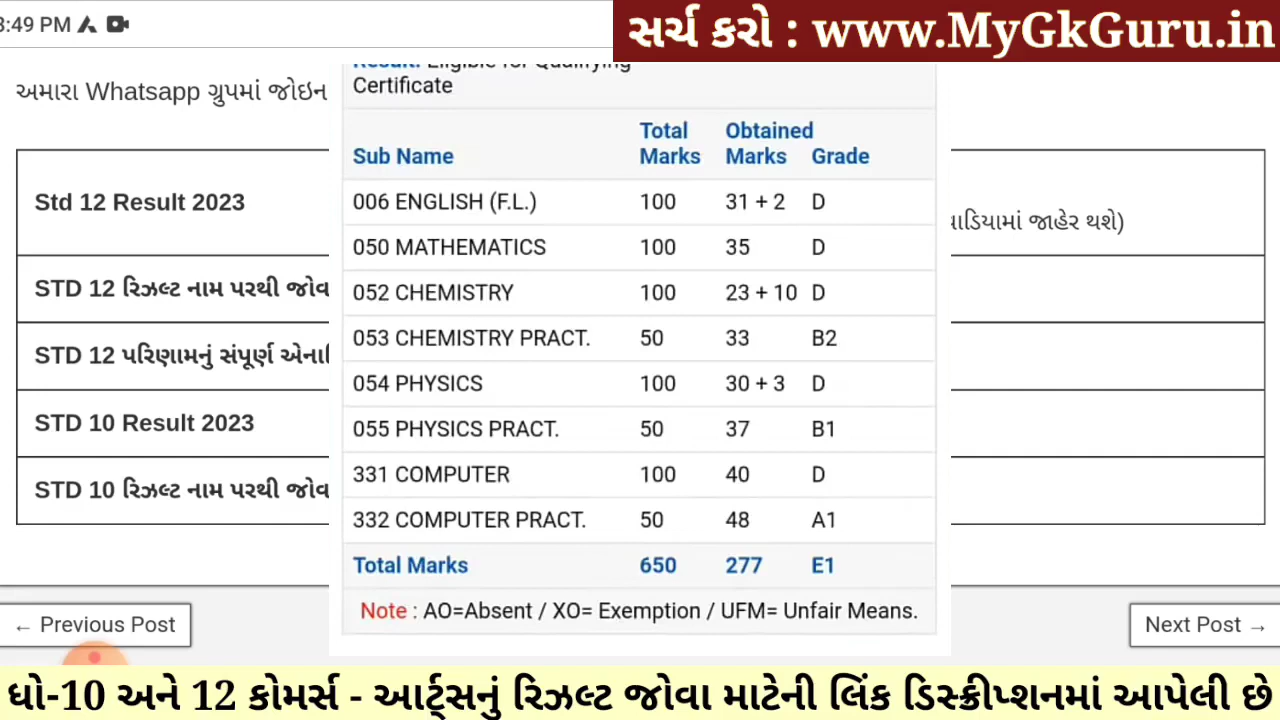 3:49 PM
સર્ચ કરો : www.MyGkGuru.in
અમારા Whatsapp ગ્રુપમાં જોઇન
Result: Eligible for Qualifying
Certificate
Sub Name Total Marks Obtained Marks Grade
006 ENGLISH (F.L.) 100 31 + 2 D
050 MATHEMATICS 100 35 D
052 CHEMISTRY 100 23 + 10 D
053 CHEMISTRY PRACT. 50 33 B2
054 PHYSICS 100 30 + 3 D
055 PHYSICS PRACT. 50 37 B1
331 COMPUTER 100 40 D
332 COMPUTER PRACT. 50 48 A1
Total Marks 650 277 E1
Note : AO=Absent / XO= Exemption / UFM= Unfair Means.
Std 12 Result 2023
જાહેર થશે)
STD 12 રિઝલ્ટ નામ પરથી
STD 12 પરિણામનું સંપૂર્ણ
STD 10 Result 2023
STD 10 રિઝલ્ટ નામ પરથી
← Previous Post
Next Post →
ધો-10 અને 12 કોમર્સ - આર્ટ્સનું રિઝલ્ટ જોવા માટેની લિંક ડિસ્ક્રીપ્શનમાં આપેલી છે